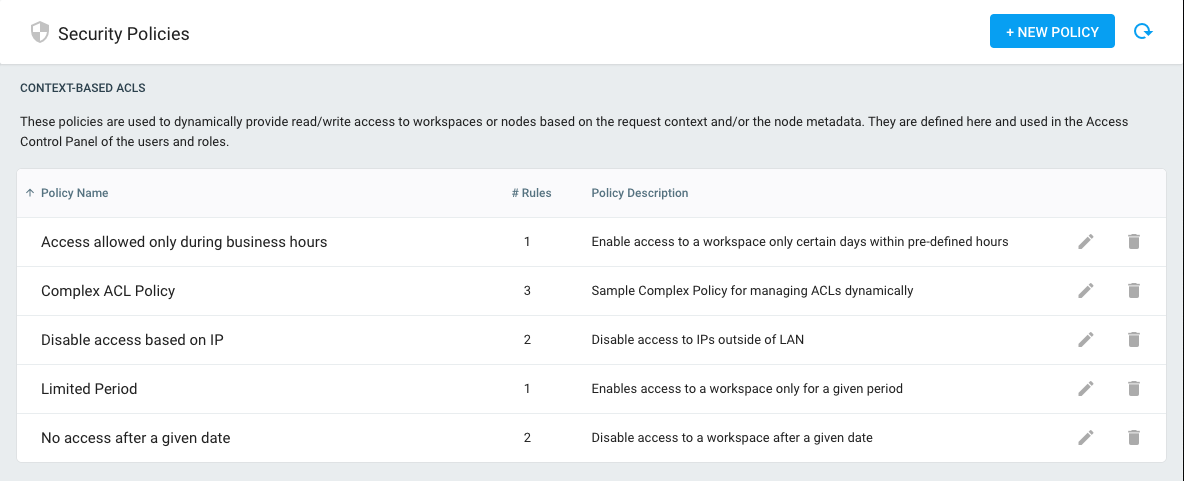 Security Policies
+ NEW POLICY
CONTEXT-BASED ACLS
These policies are used to dynamically provide read/write access to workspaces or nodes based on the request context and/or the node metadata. They are defined here and used in the Access
Control Panel of the users and roles.
Policy Name # Rules Policy Description
Access allowed only during business hours 1 Enable access to a workspace only certain days within pre-defined hours
Complex ACL Policy 3 Sample Complex Policy for managing ACLs dynamically
Disable access based on IP 2 Disable access to IPs outside of LAN
Limited Period 1 Enables access to a workspace only for a given period
No access after a given date 2 Disable access to a workspace after a given date